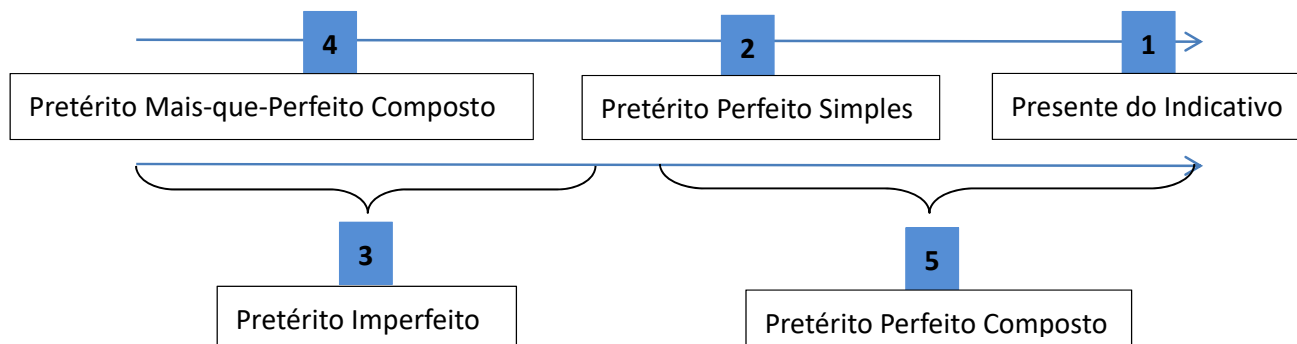 4
2
1
Pretérito Mais-que-Perfeito Composto
Pretérito Perfeito Simples
Presente do Indicativo
3
5
Pretérito Imperfeito
Pretérito Perfeito Composto